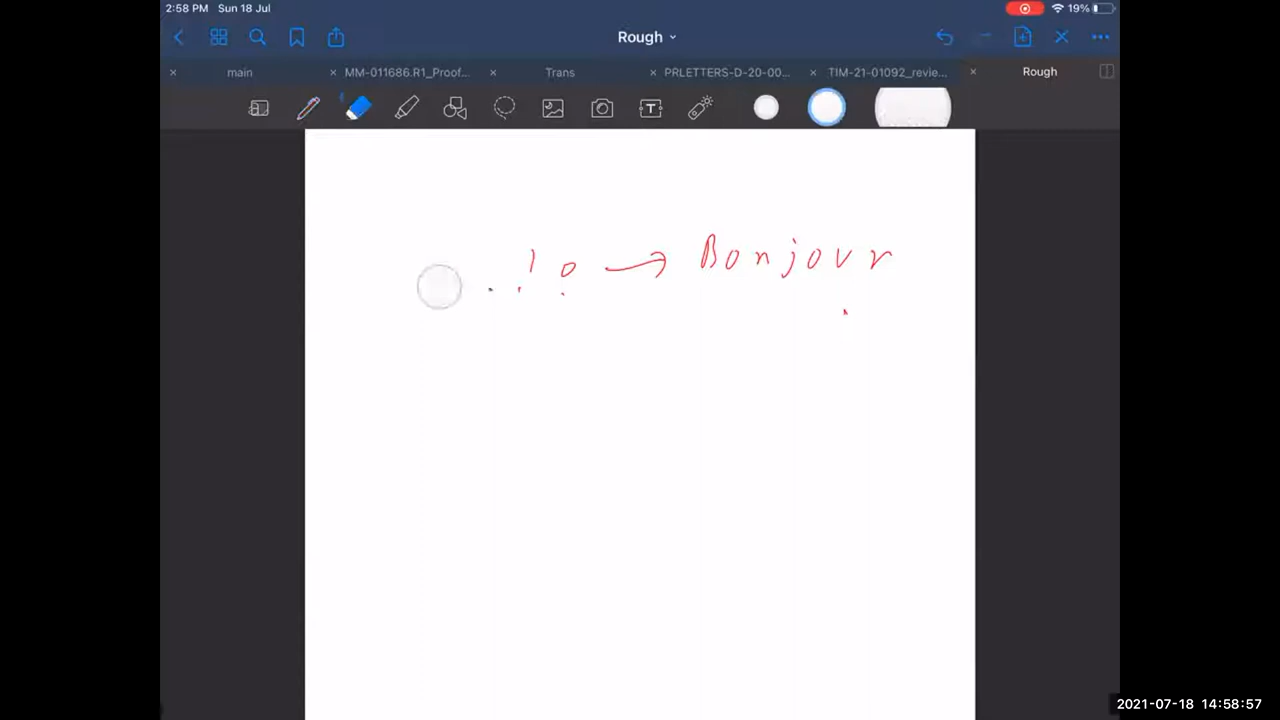 2:58 PM Sun 18 Jul 19%
Rough
main MM-011686.R1_Proof... Trans PRLETTERS-D-20-00... TIM-21-01092_revie... Rough
T
l o → Bonjour
2021-07-18 14:58:57